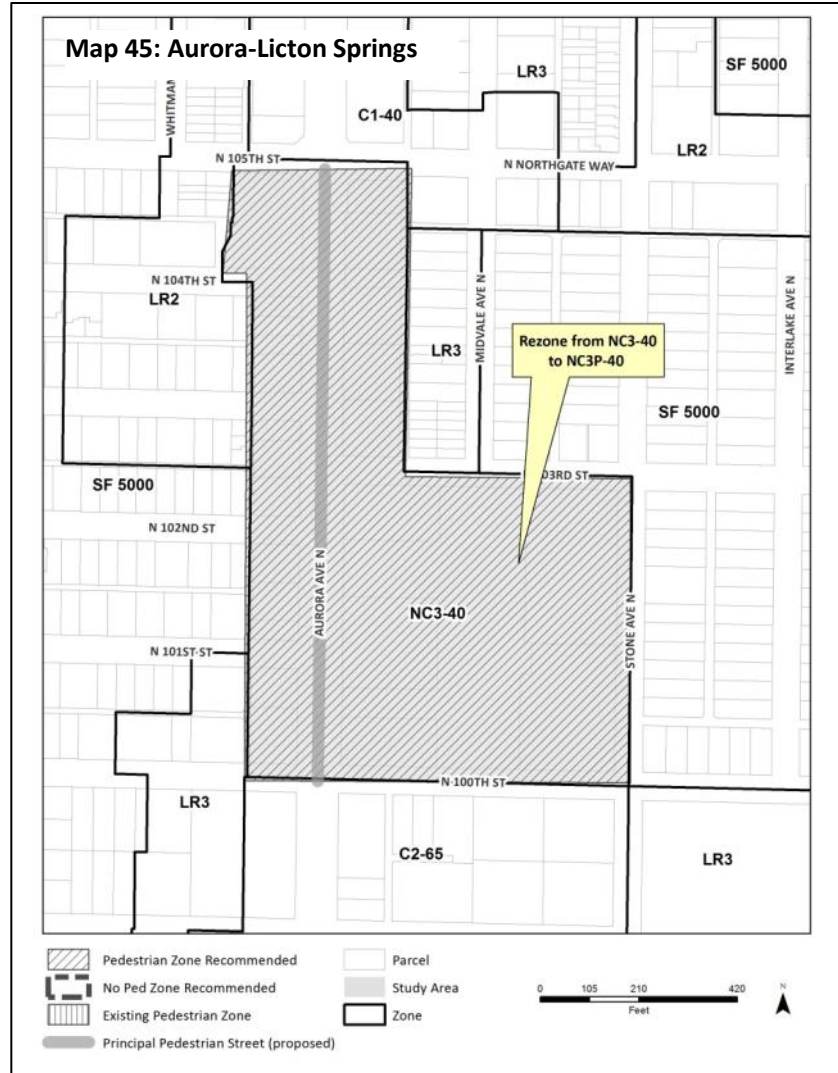 Map 45: Aurora-Licton Springs
WHITMAN
LR3
SF 5000
C1-40
N 105TH ST
N NORTHGATE WAY
LR2
N 104TH ST
LR2
MIDVALE AVE N
INTERLAKE AVE N
LR3
Rezone from NC3-40
to NC3P-40
SF 5000
SF 5000
03RD ST
N 102ND ST
AURORA AVE N
NC3-40
STONE AVE N
N 101ST ST
N 100TH ST
LR3
C2-65
LR3
Pedestrian Zone Recommended
No Ped Zone Recommended
Existing Pedestrian Zone
Principal Pedestrian Street (proposed)
Parcel
Study Area
Zone
0 105 210 420
Feet
N